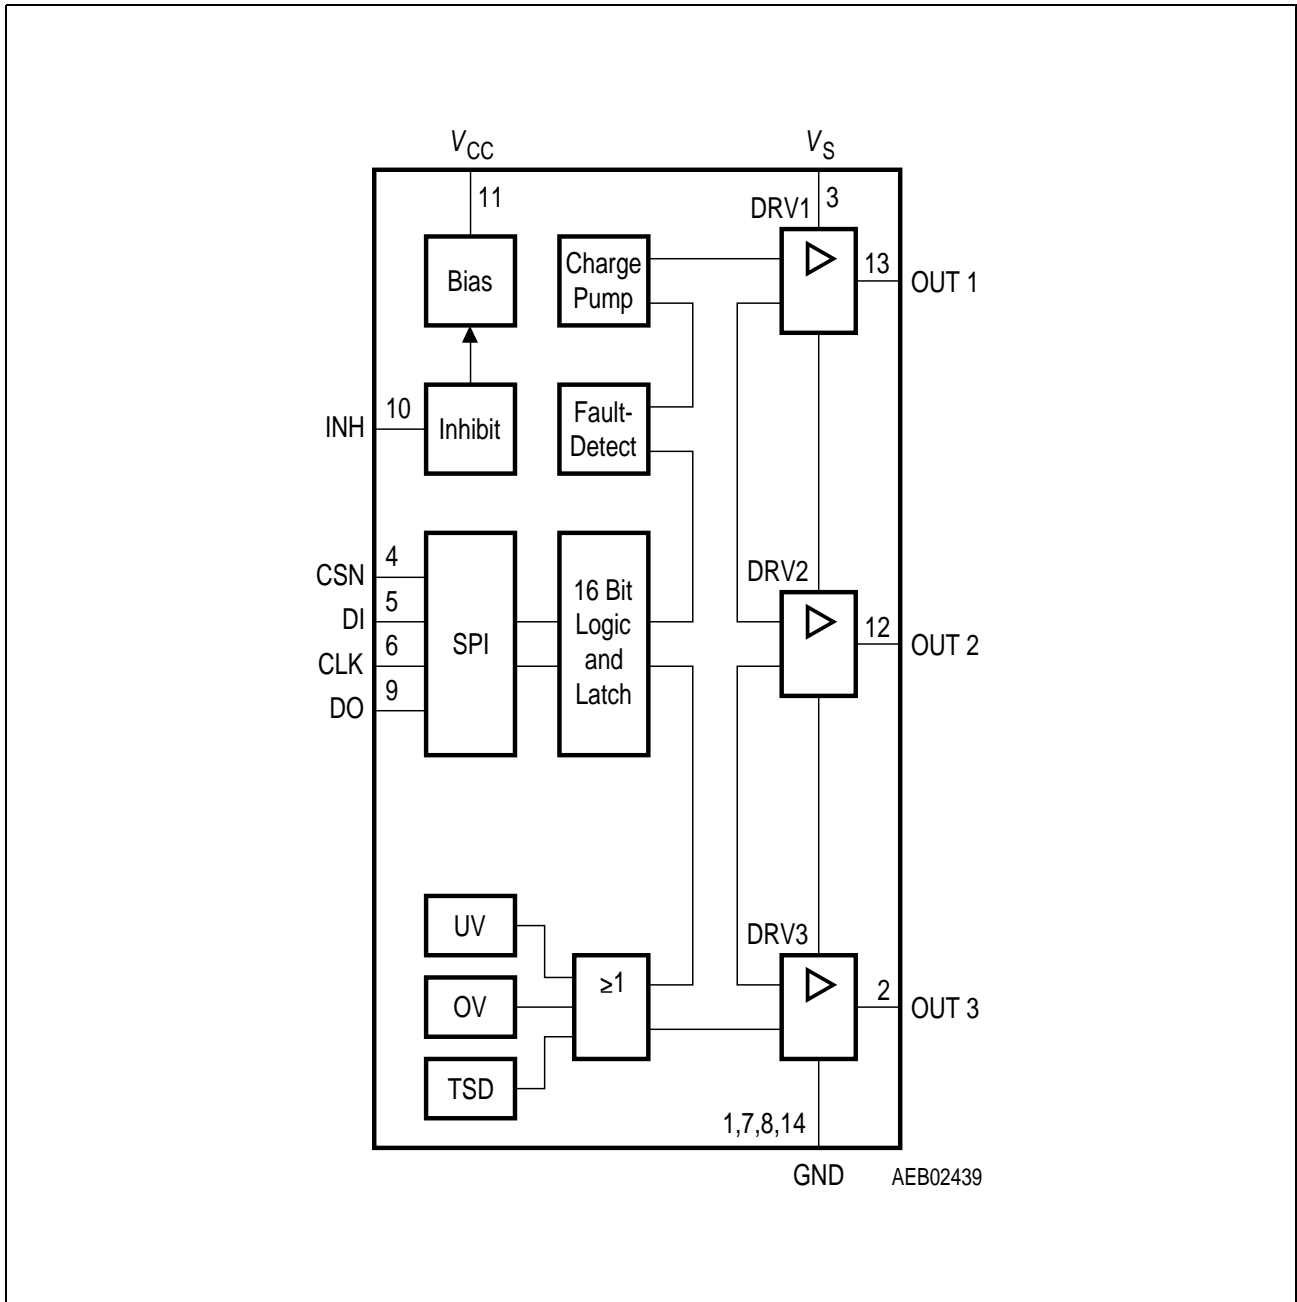 VCC
VS
11
3
DRV1
Bias
Charge
Pump
13
OUT 1
INH
10
Inhibit
Fault-
Detect
CSN
4
DI
5
CLK
6
DO
9
SPI
16 Bit
Logic
and
Latch
DRV2
12
OUT 2
UV
OV
TSD
≥1
DRV3
2
OUT 3
1,7,8,14
GND
AEB02439